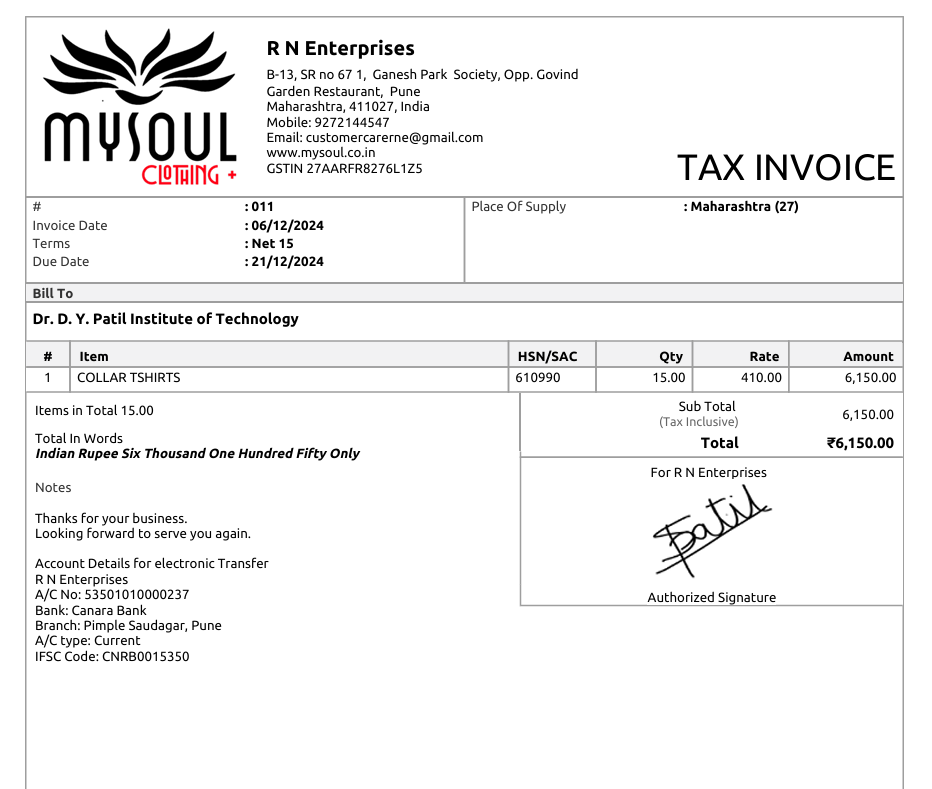 MYSOUL
CLOTHING +
R N Enterprises
B-13, SR no 67 1, Ganesh Park Society, Opp. Govind
Garden Restaurant, Pune
Maharashtra, 411027, India
Mobile: 9272144547
Email: customercarerne@gmail.com
www.mysoul.co.in
GSTIN 27AARFR8276L1Z5
TAX INVOICE
# : 011
Invoice Date : 06/12/2024
Terms : Net 15
Due Date : 21/12/2024
Place Of Supply : Maharashtra (27)
Bill To
Dr. D. Y. Patil Institute of Technology
# Item HSN/SAC Qty Rate Amount
1 COLLAR TSHIRTS 610990 15.00 410.00 6,150.00
Items in Total 15.00
Total In Words
Indian Rupee Six Thousand One Hundred Fifty Only
Notes
Thanks for your business.
Looking forward to serve you again.
Account Details for electronic Transfer
R N Enterprises
A/C No: 53501010000237
Bank: Canara Bank
Branch: Pimple Saudagar, Pune
A/C type: Current
IFSC Code: CNRB0015350
Sub Total 6,150.00
(Tax Inclusive)
Total ₹6,150.00
For R N Enterprises
Patil
Authorized Signature